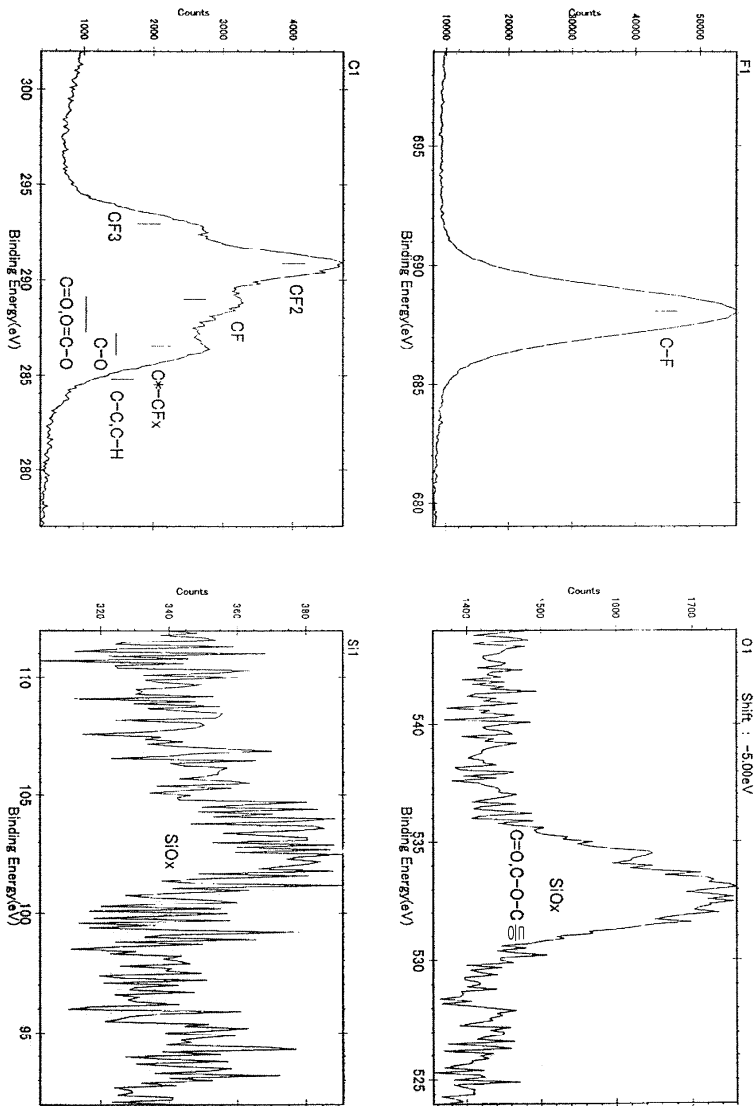 F1
Counts
50000
40000
30000
20000
10000
C-F
695
690
685
680
Binding Energy(eV)
O1 Shift : -5.00eV
Counts
1700
1600
1500
1400
SiOx
C=O,C-O-C
O
540
535
530
525
Binding Energy(eV)
C1
Counts
4000
3000
2000
1000
CF2
CF
CF3
C*-CFx
C-O
C-C,C-H
C=O,O=C-O
300
295
290
285
280
Binding Energy(eV)
Si1
Counts
380
360
340
320
SiOx
110
105
100
95
Binding Energy(eV)